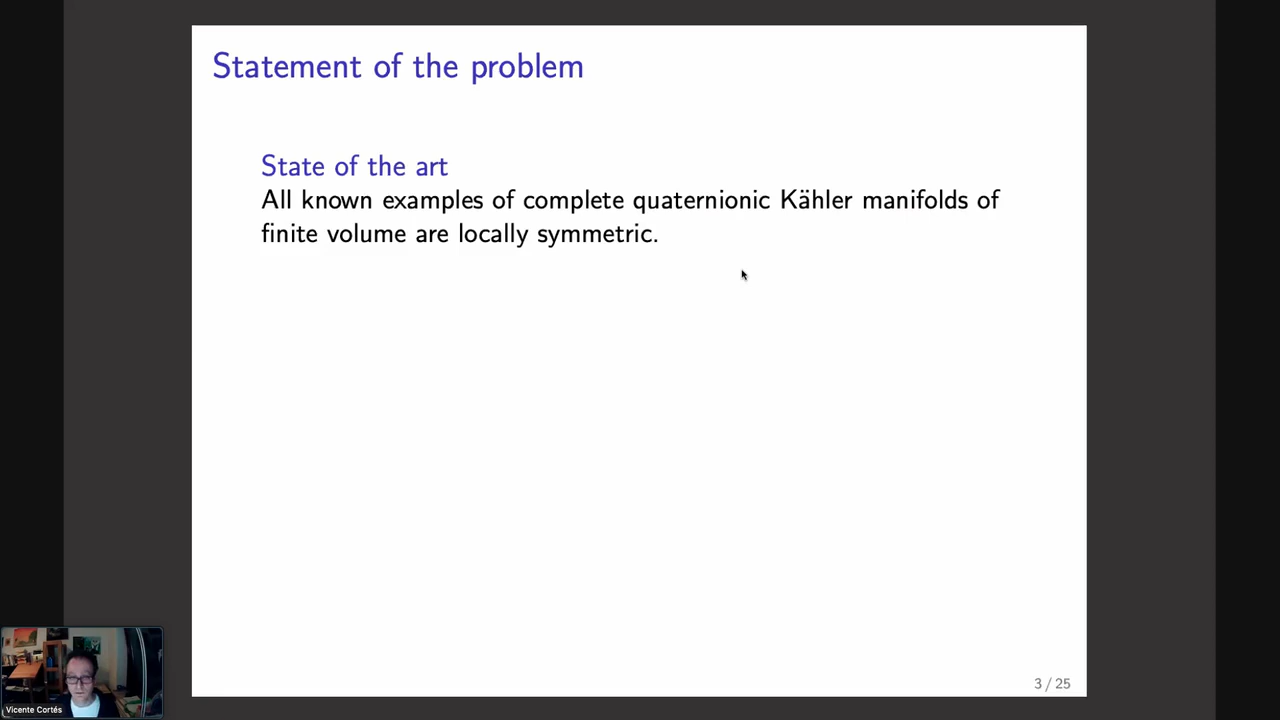 Statement of the problem
State of the art
All known examples of complete quaternionic Kähler manifolds of
finite volume are locally symmetric.
3 / 25
Vicente Cortés